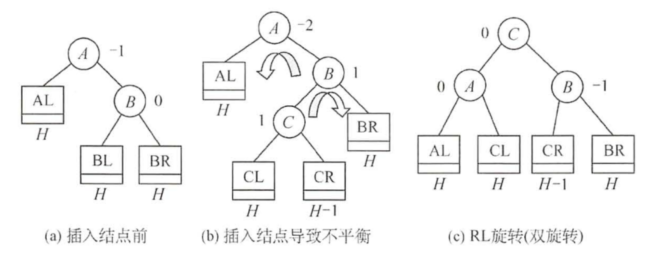 A -1
AL
H
B 0
BL BR
H H
(a) 插入结点前
A -2
AL
H
B 1
1 C
BR
H
CL CR
H H-1
(b) 插入结点导致不平衡
0 C
0 A B -1
AL CL CR BR
H H H-1 H
(c) RL旋转(双旋转)